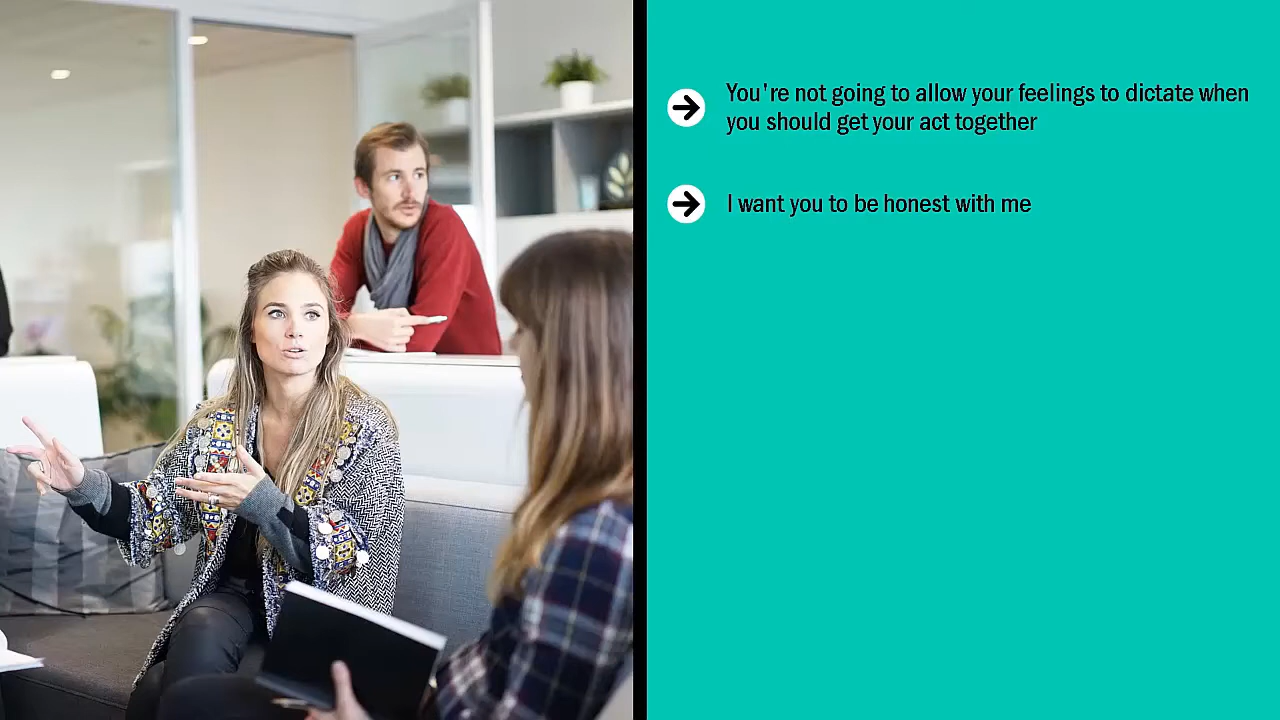 You're not going to allow your feelings to dictate when
you should get your act together
I want you to be honest with me